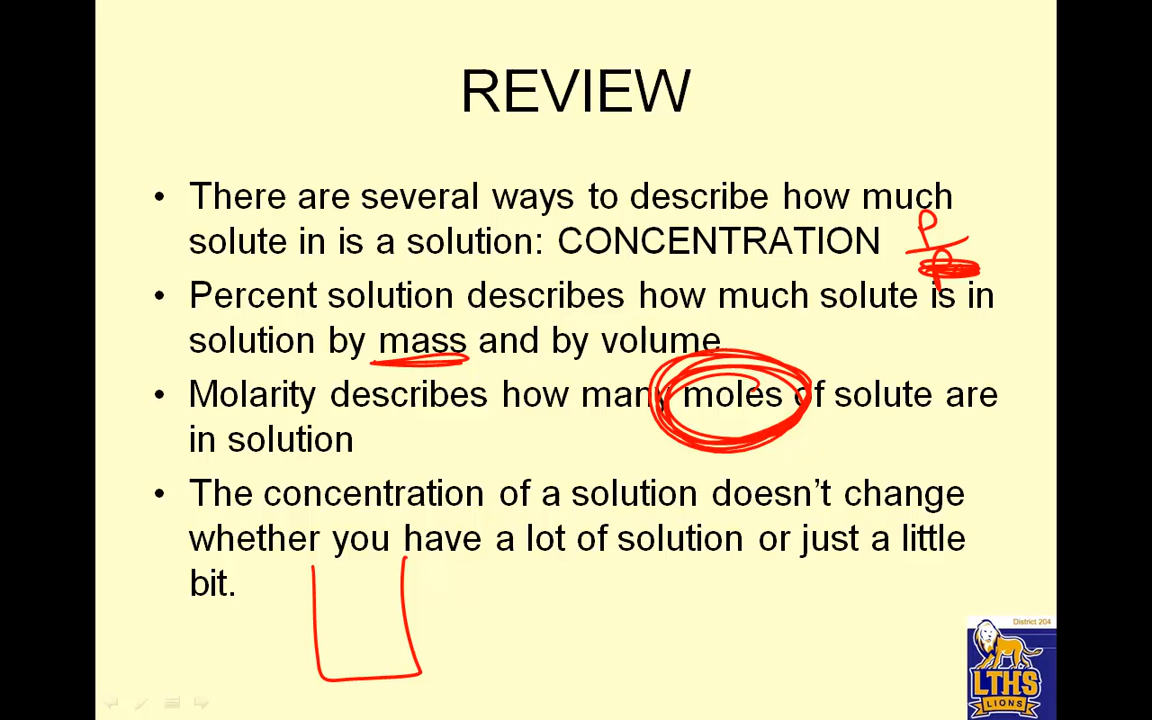 REVIEW
• There are several ways to describe how much
solute in is a solution: CONCENTRATION
P
P
• Percent solution describes how much solute is in
solution by mass and by volume
• Molarity describes how many moles of solute are
in solution
• The concentration of a solution doesn't change
whether you have a lot of solution or just a little
bit.
District 204
LTHS
LIONS